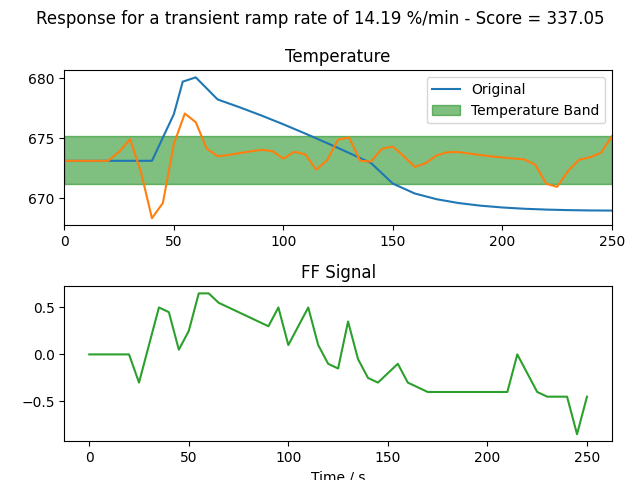 Response for a transient ramp rate of 14.19 %/min - Score = 337.05
Temperature
680
675
670
Original
Temperature Band
0 50 100 150 200 250
FF Signal
0.5
0.0
−0.5
0 50 100 150 200 250
Time / s